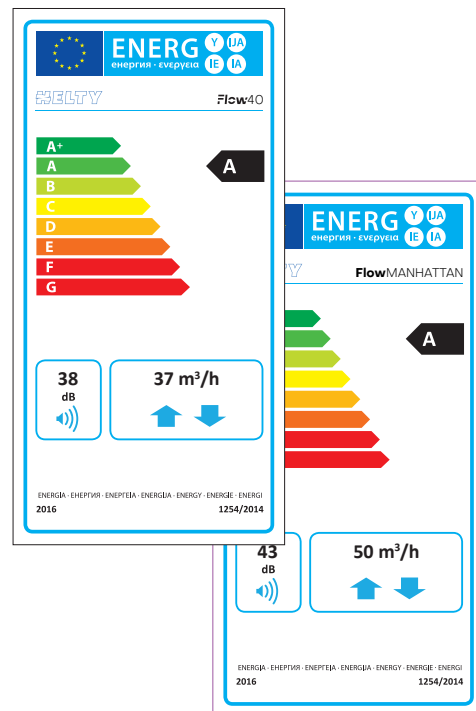 ENERG Y IJA
енергия · ενεργεια IE IA
HELTY Flow40
A+
A
B
C
D
E
F
G
A
38
dB
37 m³/h
ENERGIA · ЕНЕРГИЯ · ΕΝΕΡΓΕΙΑ · ENERGIJA · ENERGY · ENERGIE · ENERGI
2016 1254/2014
ENERG Y IJA
енергия · ενεργεια IE IA
TY FlowMANHATTAN
A
43
dB
50 m³/h
ENERGIA · ЕНЕРГИЯ · ΕΝΕΡΓΕΙΑ · ENERGIJA · ENERGY · ENERGIE · ENERGI
2016 1254/2014